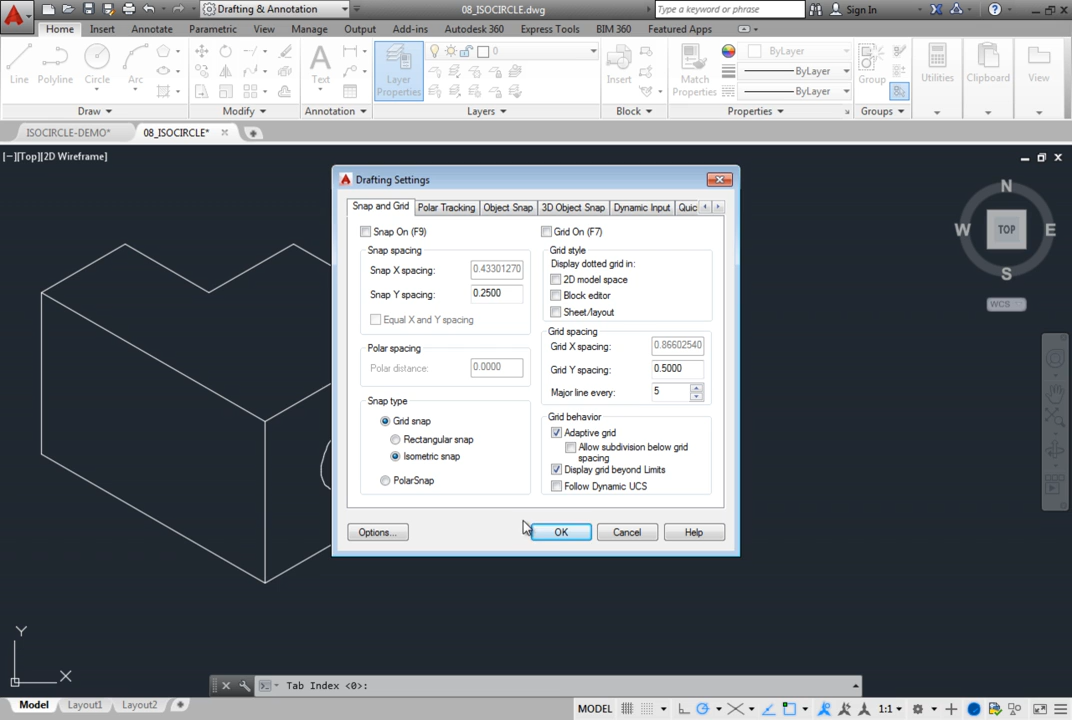 Drafting & Annotation
08_ISOCIRCLE.dwg
Type a keyword or phrase
Sign In
Home
Insert
Annotate
Parametric
View
Manage
Output
Add-ins
Autodesk 360
Express Tools
BIM 360
Featured Apps
Line
Polyline
Circle
Arc
Text
Layer
Properties
0
Insert
Match
Properties
ByLayer
ByLayer
ByLayer
Group
Utilities
Clipboard
View
Draw
Modify
Annotation
Layers
Block
Properties
Groups
ISOCIRCLE-DEMO*
08_ISOCIRCLE*
[−][Top][2D Wireframe]
N
W
TOP
E
S
WCS
Drafting Settings
Snap and Grid
Polar Tracking
Object Snap
3D Object Snap
Dynamic Input
Quic
Snap On (F9)
Snap spacing
Snap X spacing: 0.43301270
Snap Y spacing: 0.2500
Equal X and Y spacing
Polar spacing
Polar distance: 0.0000
Snap type
Grid snap
Rectangular snap
Isometric snap
PolarSnap
Grid On (F7)
Grid style
Display dotted grid in:
2D model space
Block editor
Sheet/layout
Grid spacing
Grid X spacing: 0.86602540
Grid Y spacing: 0.5000
Major line every: 5
Grid behavior
Adaptive grid
Allow subdivision below grid
spacing
Display grid beyond Limits
Follow Dynamic UCS
Options...
OK
Cancel
Help
Y
X
Tab Index <0>:
Model
Layout1
Layout2
MODEL
1:1